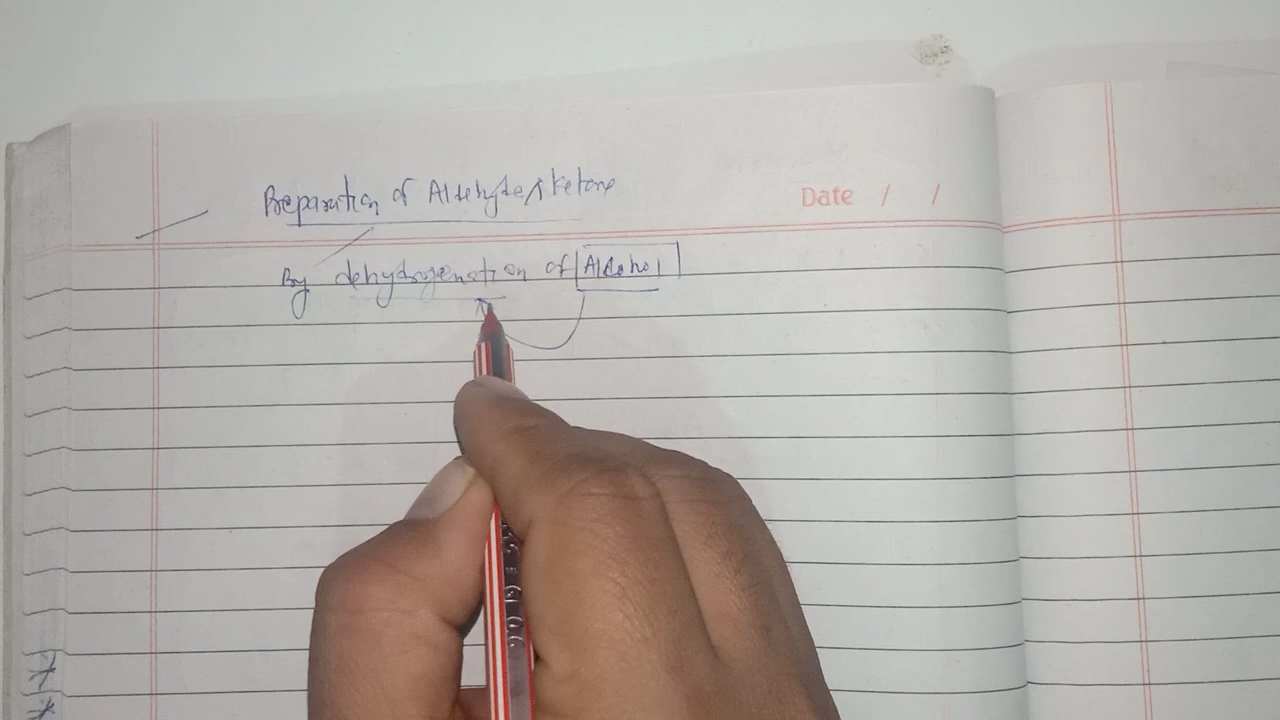 Preparation of Aldehyde, Ketone
Date / /
By dehydrogenation of Alcohol